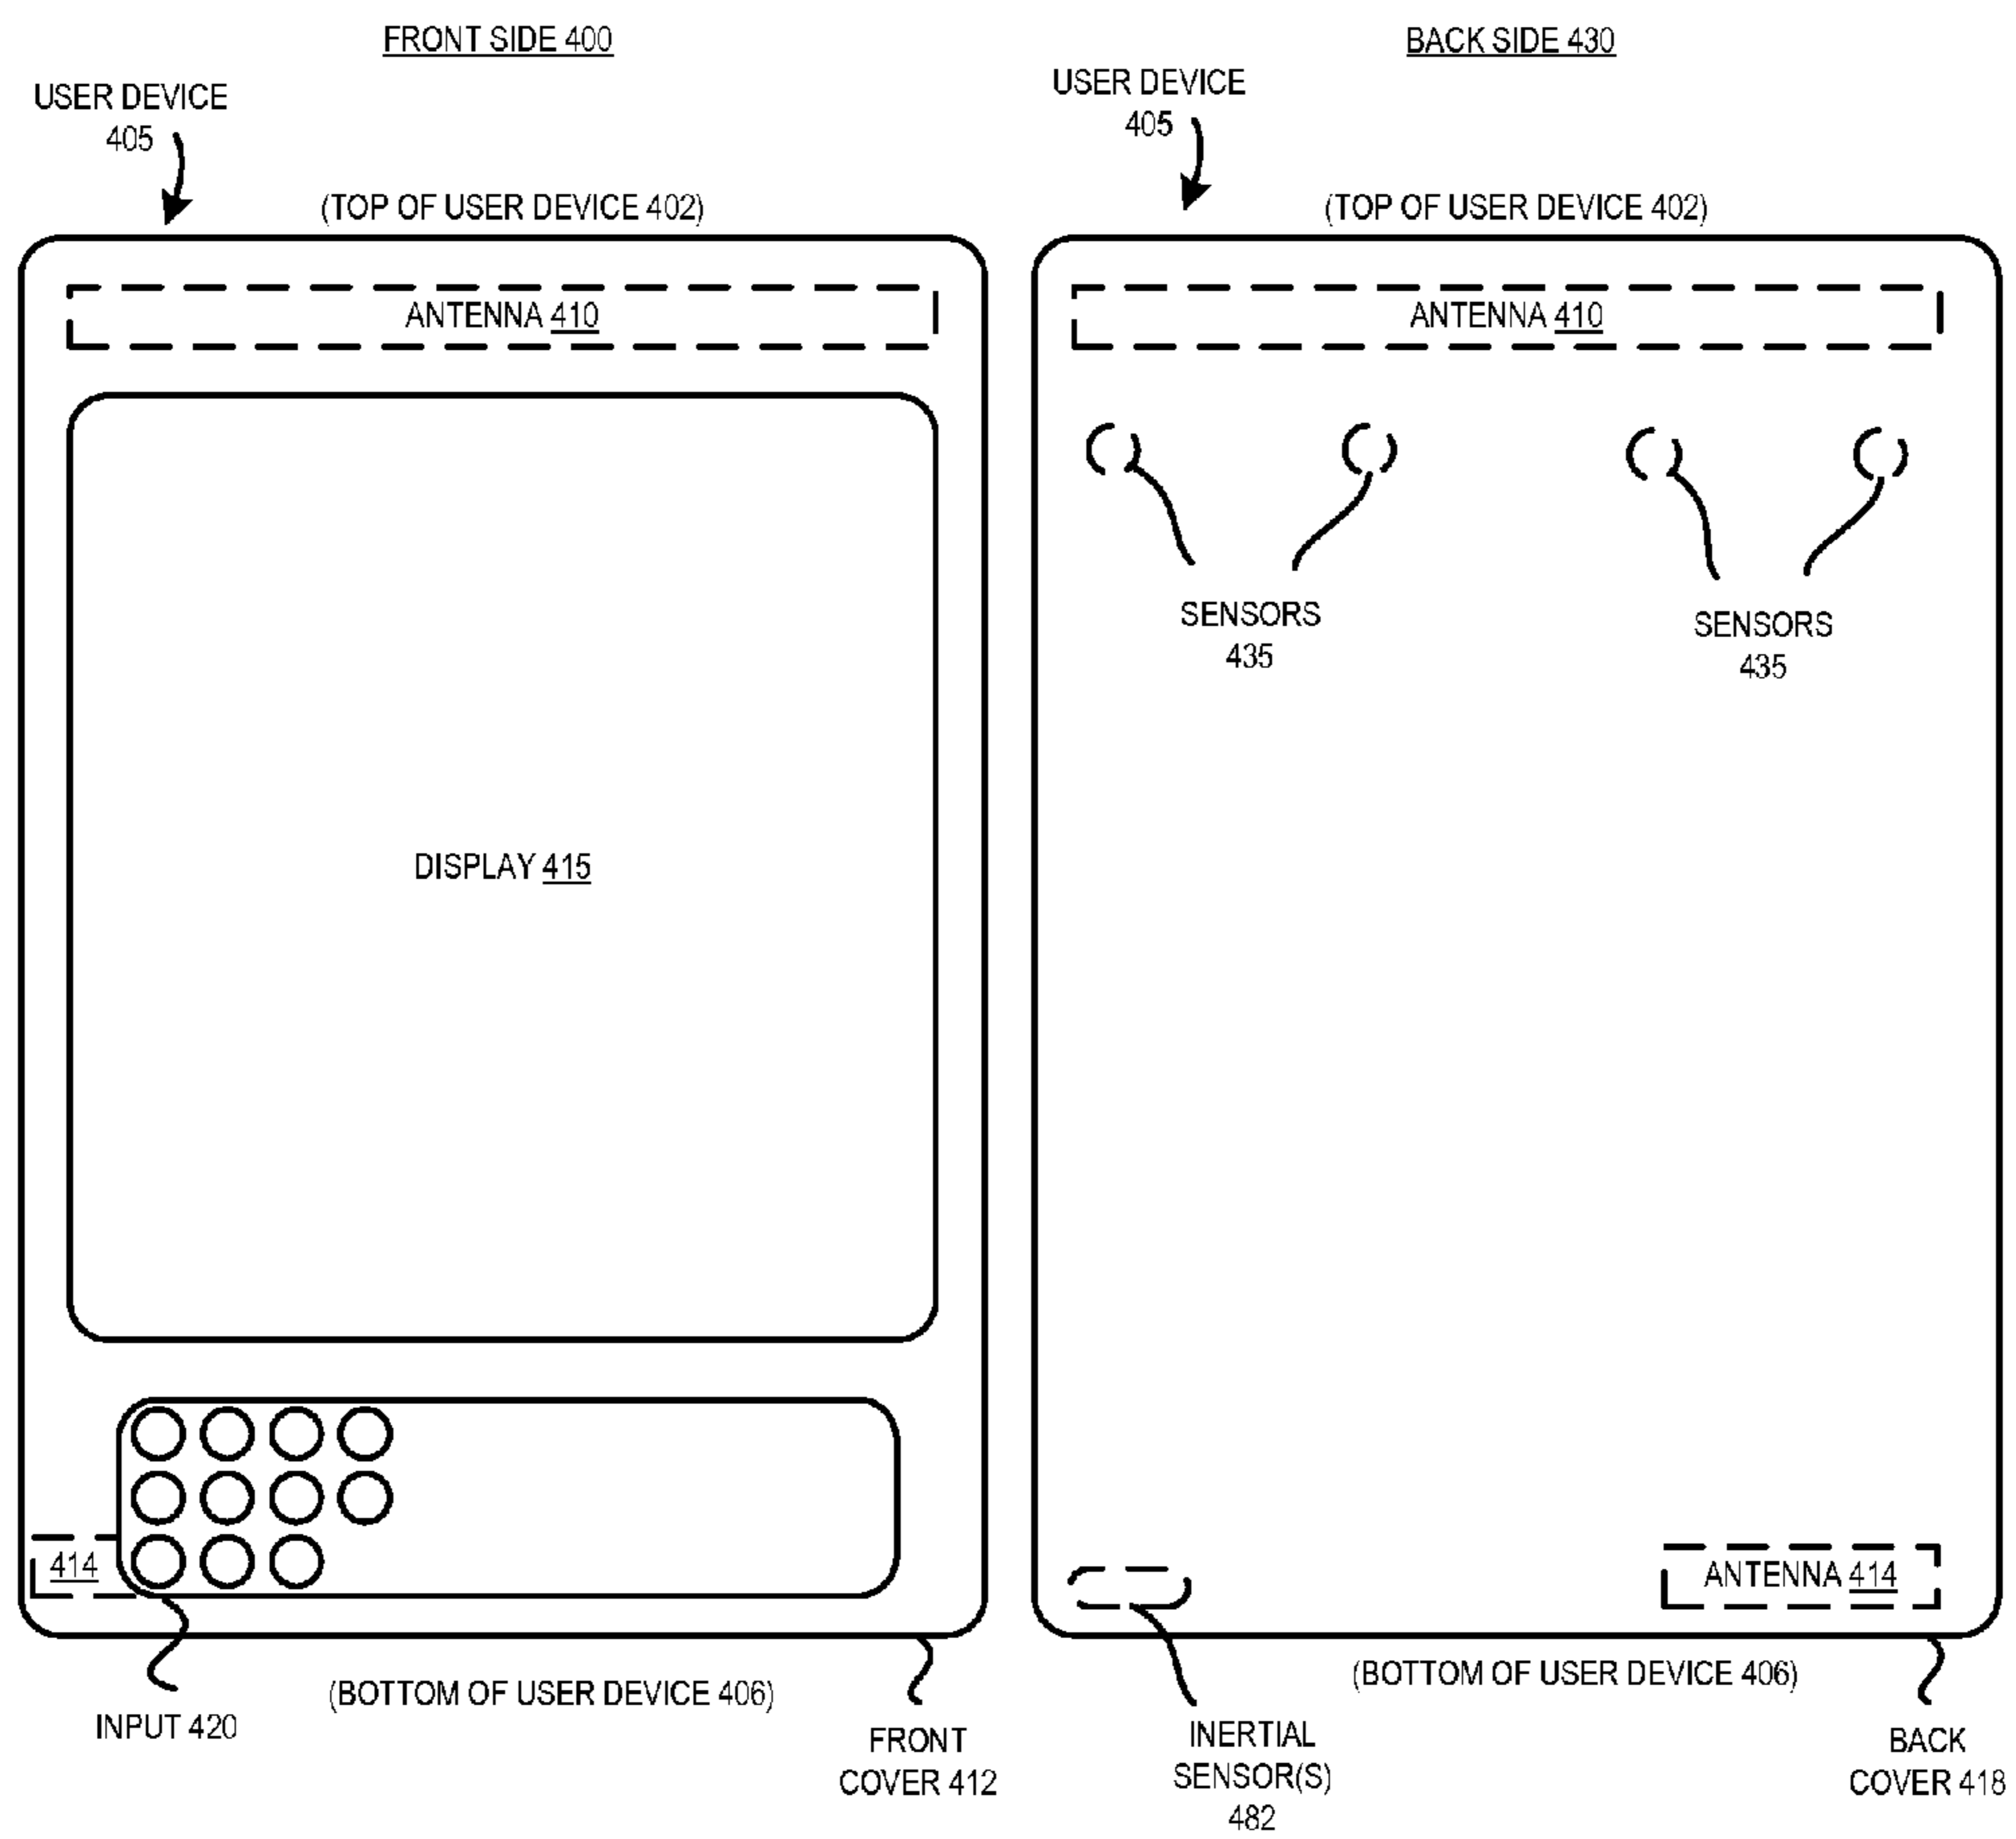 FRONT SIDE 400
USER DEVICE
405
(TOP OF USER DEVICE 402)
ANTENNA 410
DISPLAY 415
414
INPUT 420
(BOTTOM OF USER DEVICE 406)
FRONT
COVER 412
BACK SIDE 430
USER DEVICE
405
(TOP OF USER DEVICE 402)
ANTENNA 410
SENSORS
435
SENSORS
435
ANTENNA 414
(BOTTOM OF USER DEVICE 406)
INERTIAL
SENSOR(S)
482
BACK
COVER 418